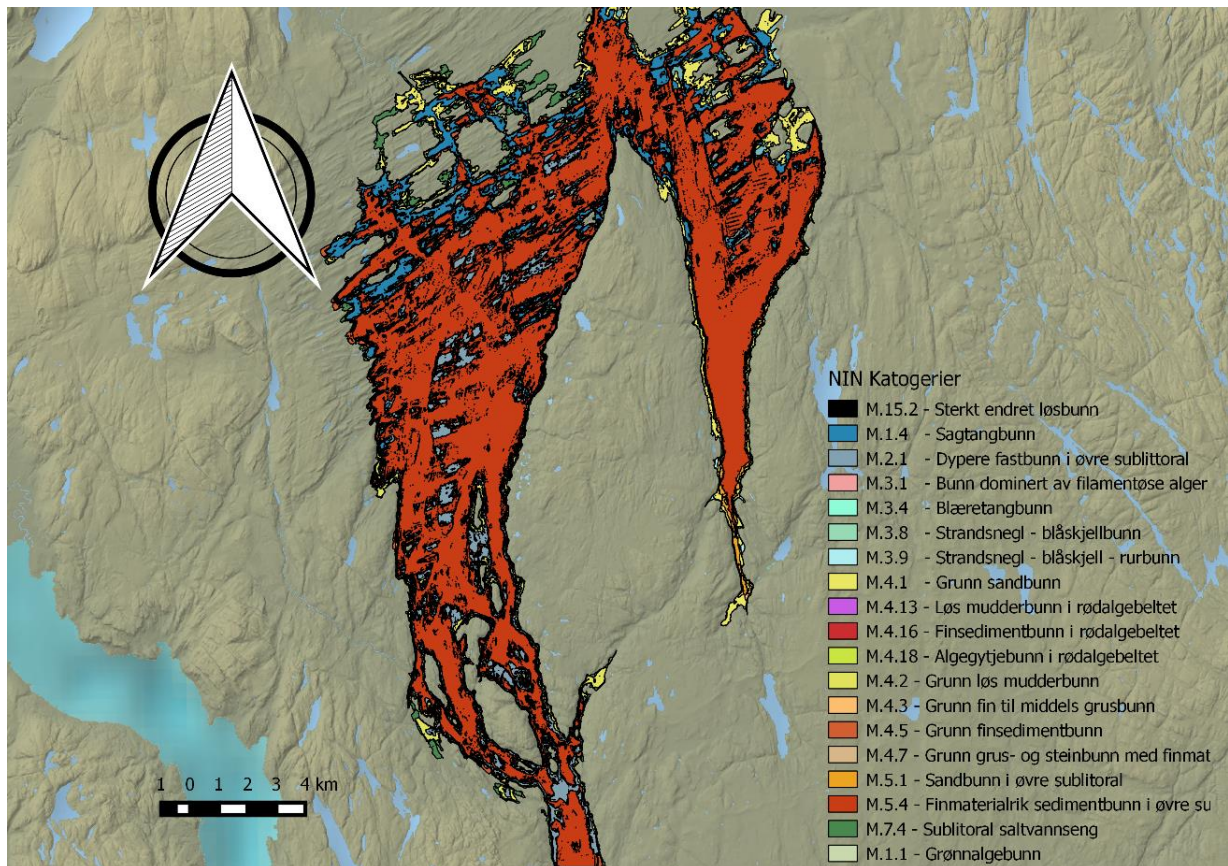 NIN Katogerier
M.15.2 - Sterkt endret løsbunn
M.1.4 - Sagtangbunn
M.2.1 - Dypere fastbunn i øvre sublittoral
M.3.1 - Bunn dominert av filamentøse alger
M.3.4 - Blæretangbunn
M.3.8 - Strandsnegl - blåskjellbunn
M.3.9 - Strandsnegl - blåskjell - rurbunn
M.4.1 - Grunn sandbunn
M.4.13 - Løs mudderbunn i rødalgebeltet
M.4.16 - Finsedimentbunn i rødalgebeltet
M.4.18 - Algegytjebunn i rødalgebeltet
M.4.2 - Grunn løs mudderbunn
M.4.3 - Grunn fin til middels grusbunn
M.4.5 - Grunn finsedimentbunn
M.4.7 - Grunn grus- og steinbunn med finmat
M.5.1 - Sandbunn i øvre sublitoral
M.5.4 - Finmaterialrik sedimentbunn i øvre su
M.7.4 - Sublitoral saltvannseng
M.1.1 - Grønnalgebunn
1 0 1 2 3 4 km